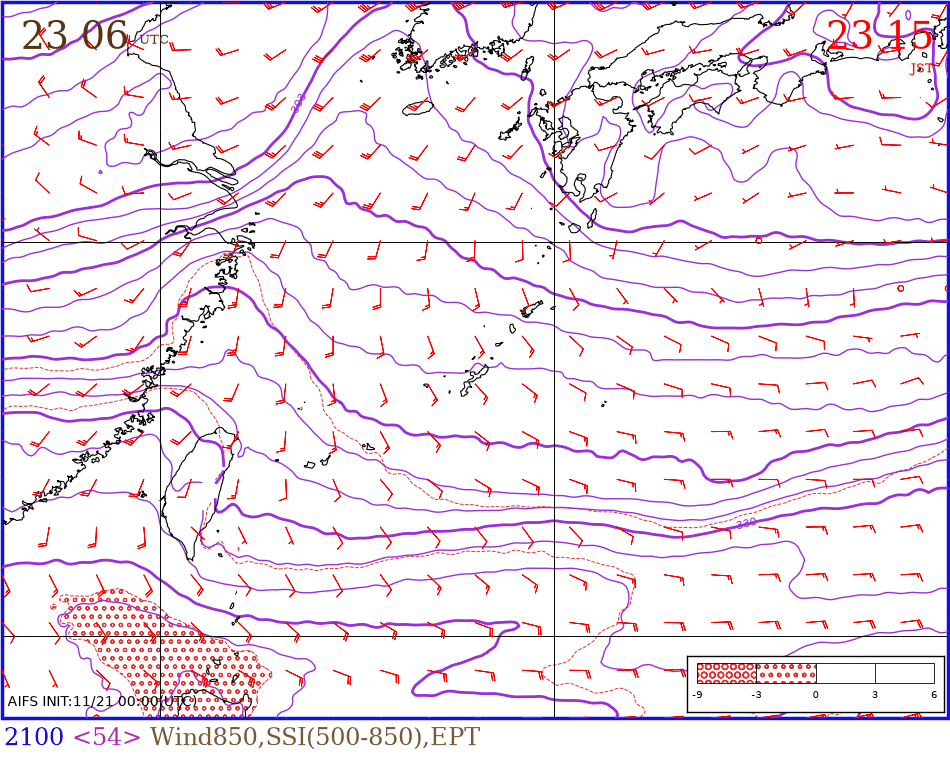 23 06 UTC
23 15
JST
303
330
-9 -3 0 3 6
AIFS INIT:11/21 00:00(UTC)
2100 <54> Wind850,SSI(500-850),EPT